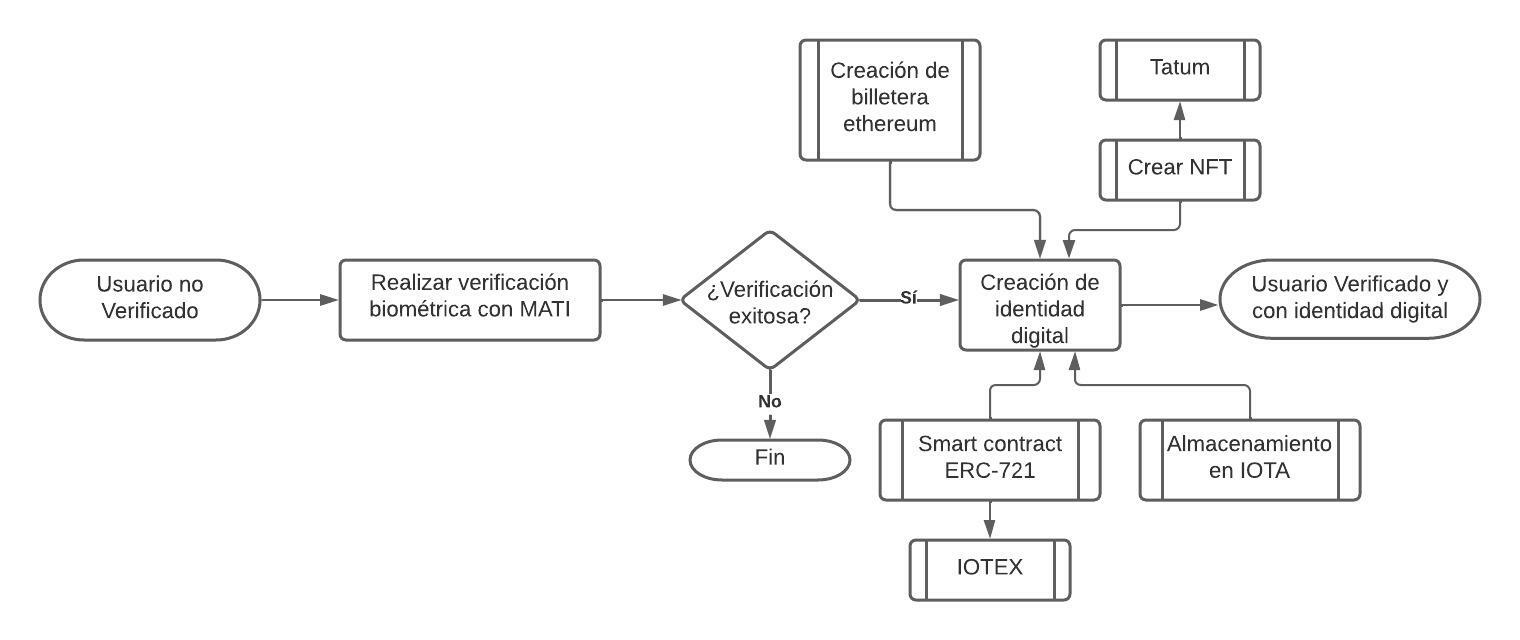 Creación de
billetera
ethereum
Tatum
Crear NFT
Usuario no
Verificado
Realizar verificación
biométrica con MATI
¿Verificación
exitosa?
Sí
Creación de
identidad
digital
Usuario Verificado y
con identidad digital
No
Fin
Smart contract
ERC-721
Almacenamiento
en IOTA
IOTEX